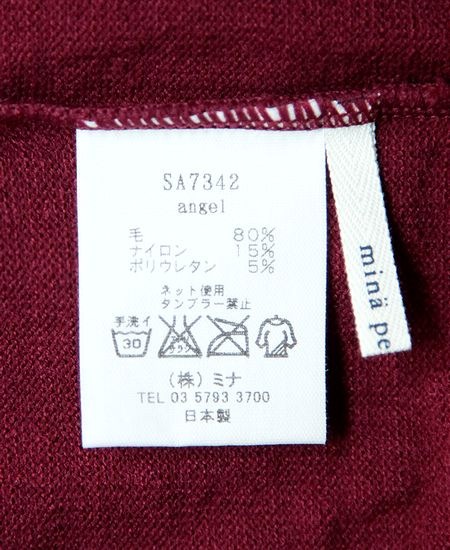 SA7342
angel
毛 80%
ナイロン 15%
ポリウレタン 5%
ネット使用
タンブラー禁止
手洗イ
30
(株)ミナ
TEL 03 5793 3700
日本製
minä pe